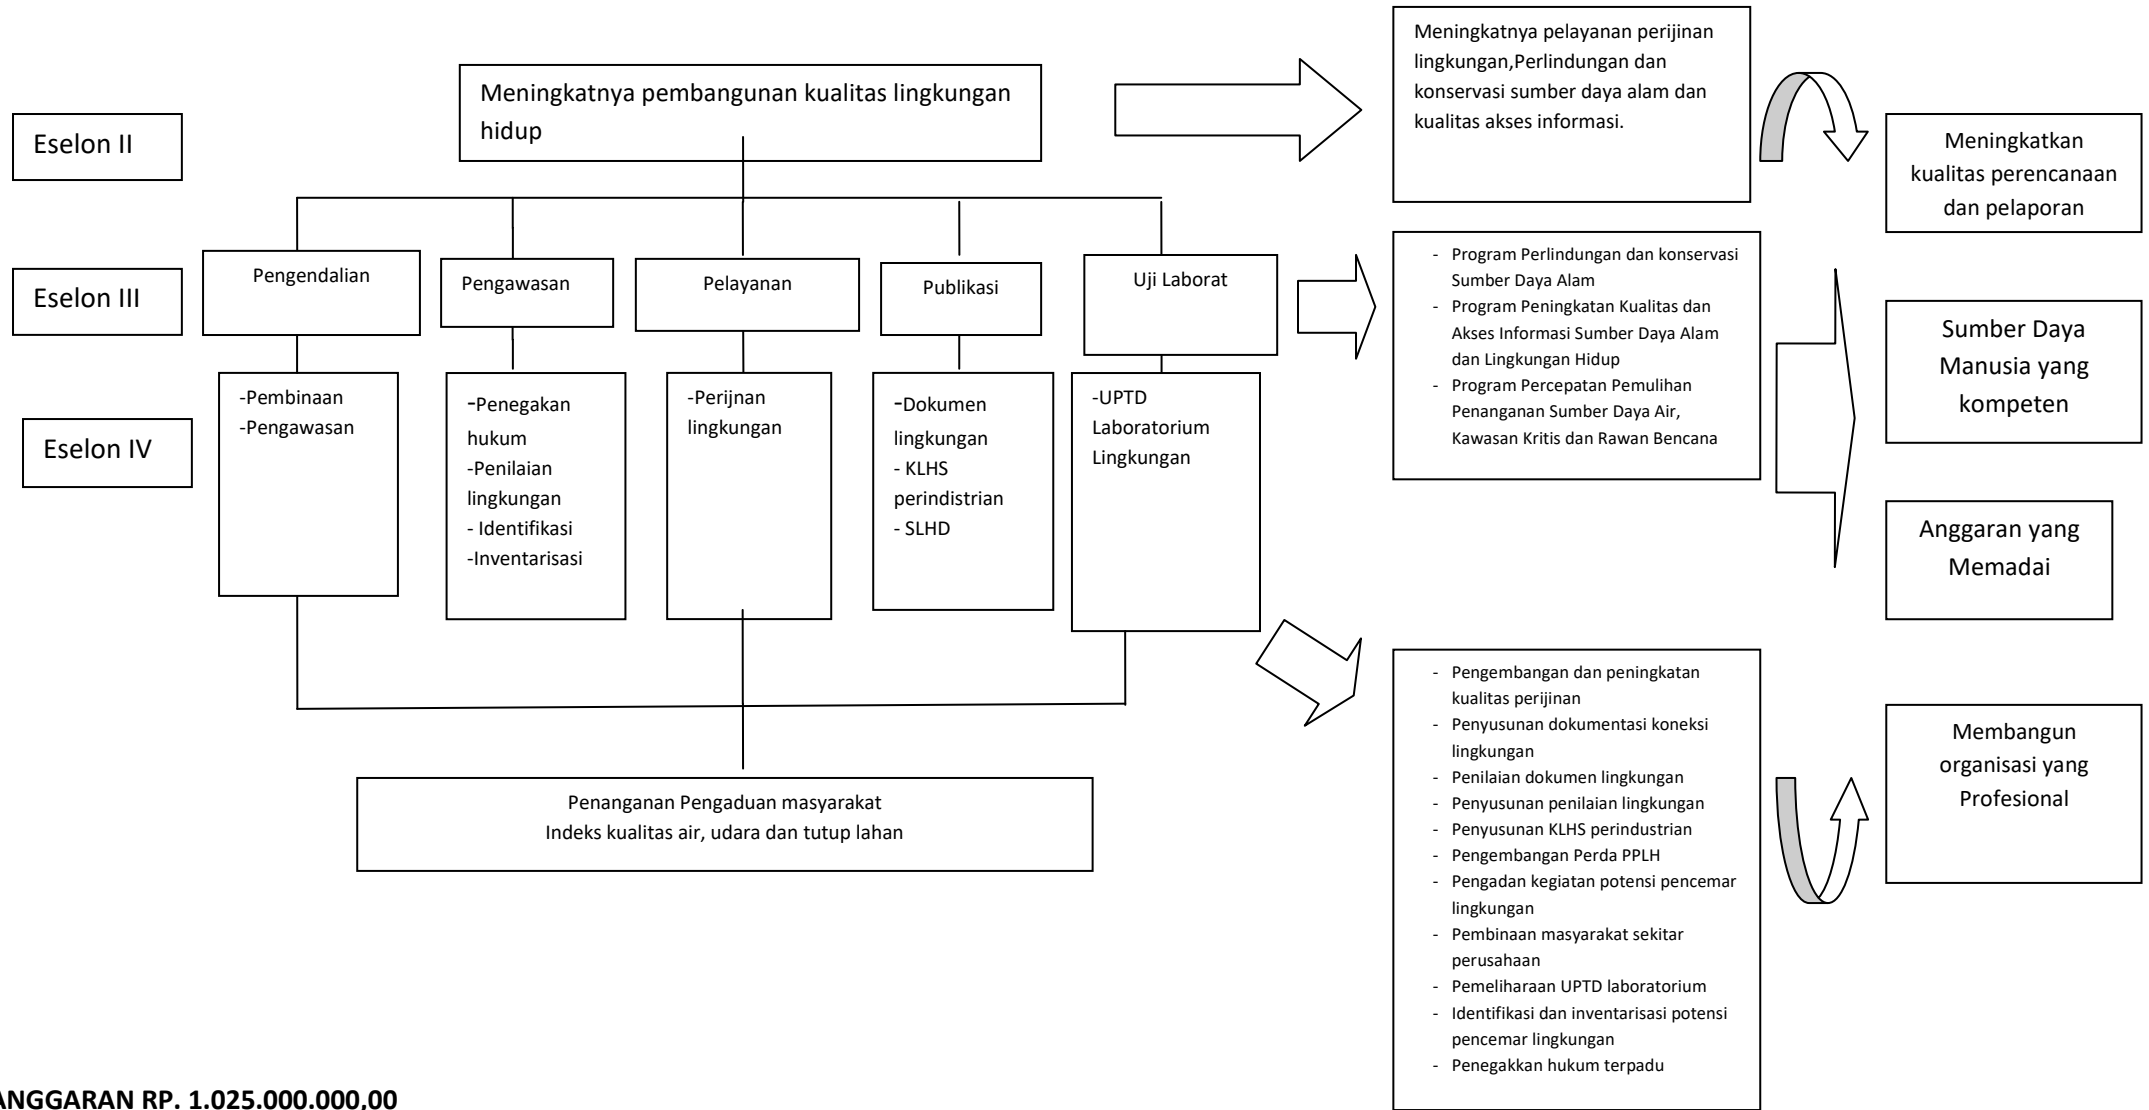 Meningkatnya pembangunan kualitas lingkungan
hidup
Meningkatnya pelayanan perijinan
lingkungan,Perlindungan dan
konservasi sumber daya alam dan
kualitas akses informasi.
Eselon II
Meningkatkan
kualitas perencanaan
dan pelaporan
Eselon III
Pengendalian
Pengawasan
Pelayanan
Publikasi
Uji Laborat
- Program Perlindungan dan konservasi
Sumber Daya Alam
- Program Peningkatan Kualitas dan
Akses Informasi Sumber Daya Alam
dan Lingkungan Hidup
- Program Percepatan Pemulihan
Penanganan Sumber Daya Air,
Kawasan Kritis dan Rawan Bencana
Sumber Daya
Manusia yang
kompeten
Eselon IV
-Pembinaan
-Pengawasan
-Penegakan
hukum
-Penilaian
lingkungan
- Identifikasi
-Inventarisasi
-Perijnan
lingkungan
-Dokumen
lingkungan
- KLHS
perindistrian
- SLHD
-UPTD
Laboratorium
Lingkungan
Anggaran yang
Memadai
Penanganan Pengaduan masyarakat
Indeks kualitas air, udara dan tutup lahan
- Pengembangan dan peningkatan
kualitas perijinan
- Penyusunan dokumentasi koneksi
lingkungan
- Penilaian dokumen lingkungan
- Penyusunan penilaian lingkungan
- Penyusunan KLHS perindustrian
- Pengembangan Perda PPLH
- Pengadan kegiatan potensi pencemar
lingkungan
- Pembinaan masyarakat sekitar
perusahaan
- Pemeliharaan UPTD laboratorium
- Identifikasi dan inventarisasi potensi
pencemar lingkungan
- Penegakkan hukum terpadu
Membangun
organisasi yang
Profesional
ANGGARAN RP. 1.025.000.000,00